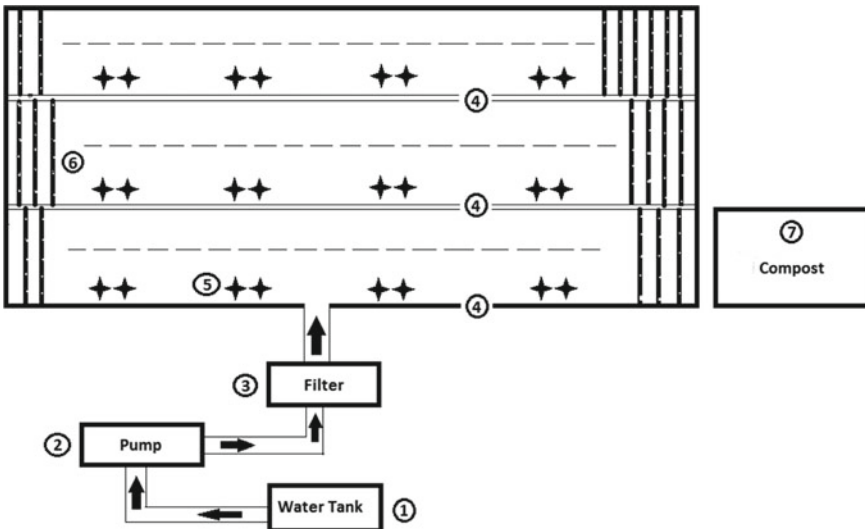 ④
④
⑥
⑦
Compost
⑤
④
③ Filter
② Pump
Water Tank ①